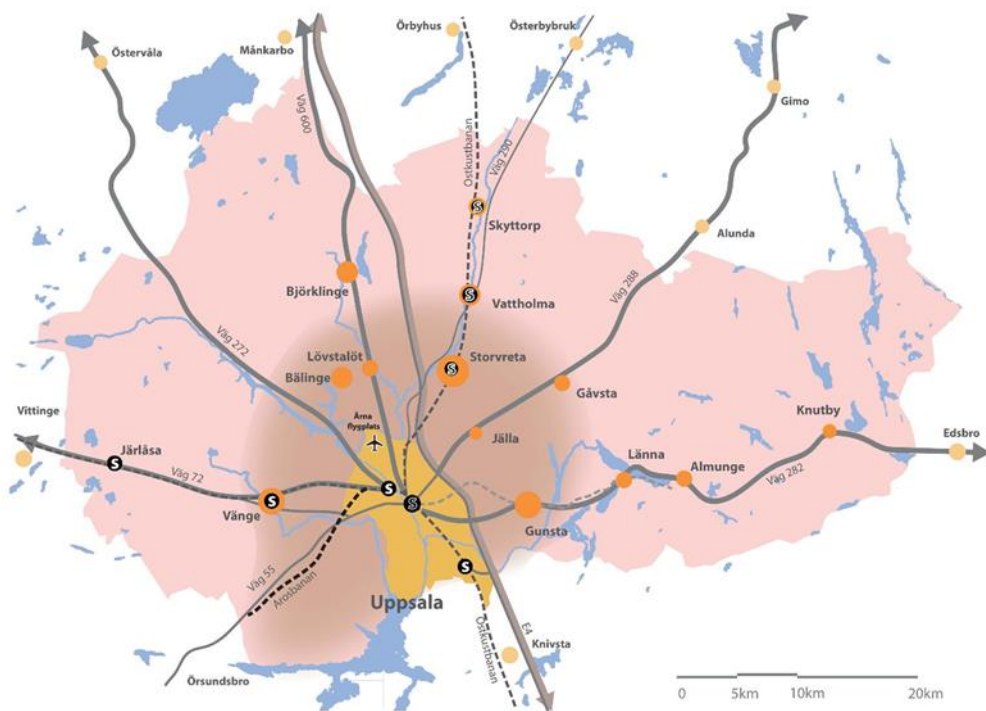 Östervåla
Månkarbo
Örbyhus
Österbybruk
Gimo
Väg 600
Ostkustbanan
Väg 290
S
Skyttorp
Alunda
Väg 288
Björklinge
S
Vattholma
Väg 272
Lövstalöt
Bälinge
S
Storvreta
Gåvsta
Ärna
flygplats
Jälla
Vittinge
Järlåsa
S
Väg 72
Knutby
Edsbro
Länna
Almunge
Väg 282
S
Vänge
S
S
Gunsta
Väg 55
Arosbanan
S
Uppsala
Ostkustbanan
E4
Knivsta
Örsundsbro
0 5km 10km 20km